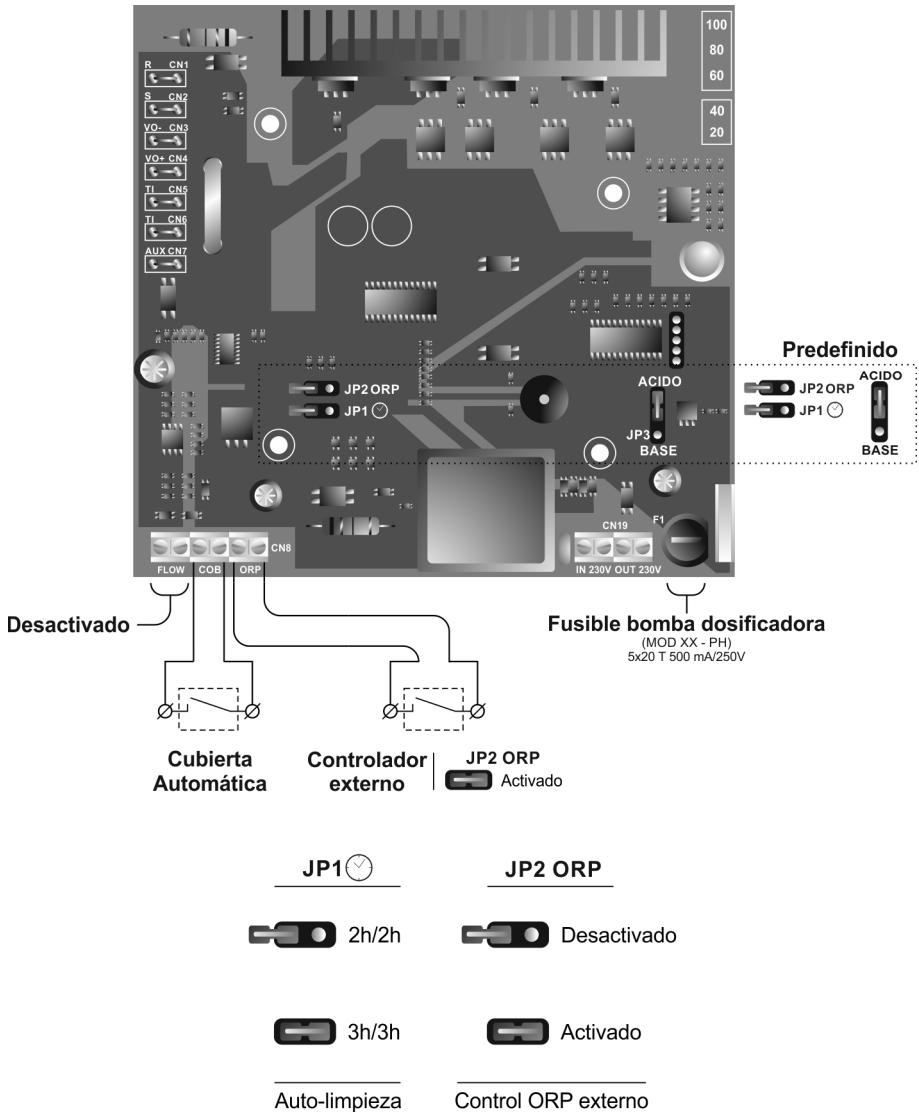 100
80
60
40
20
R CN1
S CN2
VO- CN3
VO+ CN4
TI CN5
TI CN6
AUX CN7
Predefinido
JP2 ORP
JP1
ACIDO
JP3
BASE
JP2 ORP
JP1
ACIDO
BASE
CN8
FLOW COB ORP
CN19
F1
IN 230V OUT 230V
Desactivado
Fusible bomba dosificadora
(MOD XX - PH)
5x20 T 500 mA/250V
Cubierta
Automática
Controlador
externo
JP2 ORP
Activado
JP1
JP2 ORP
2h/2h
Desactivado
3h/3h
Activado
Auto-limpieza
Control ORP externo